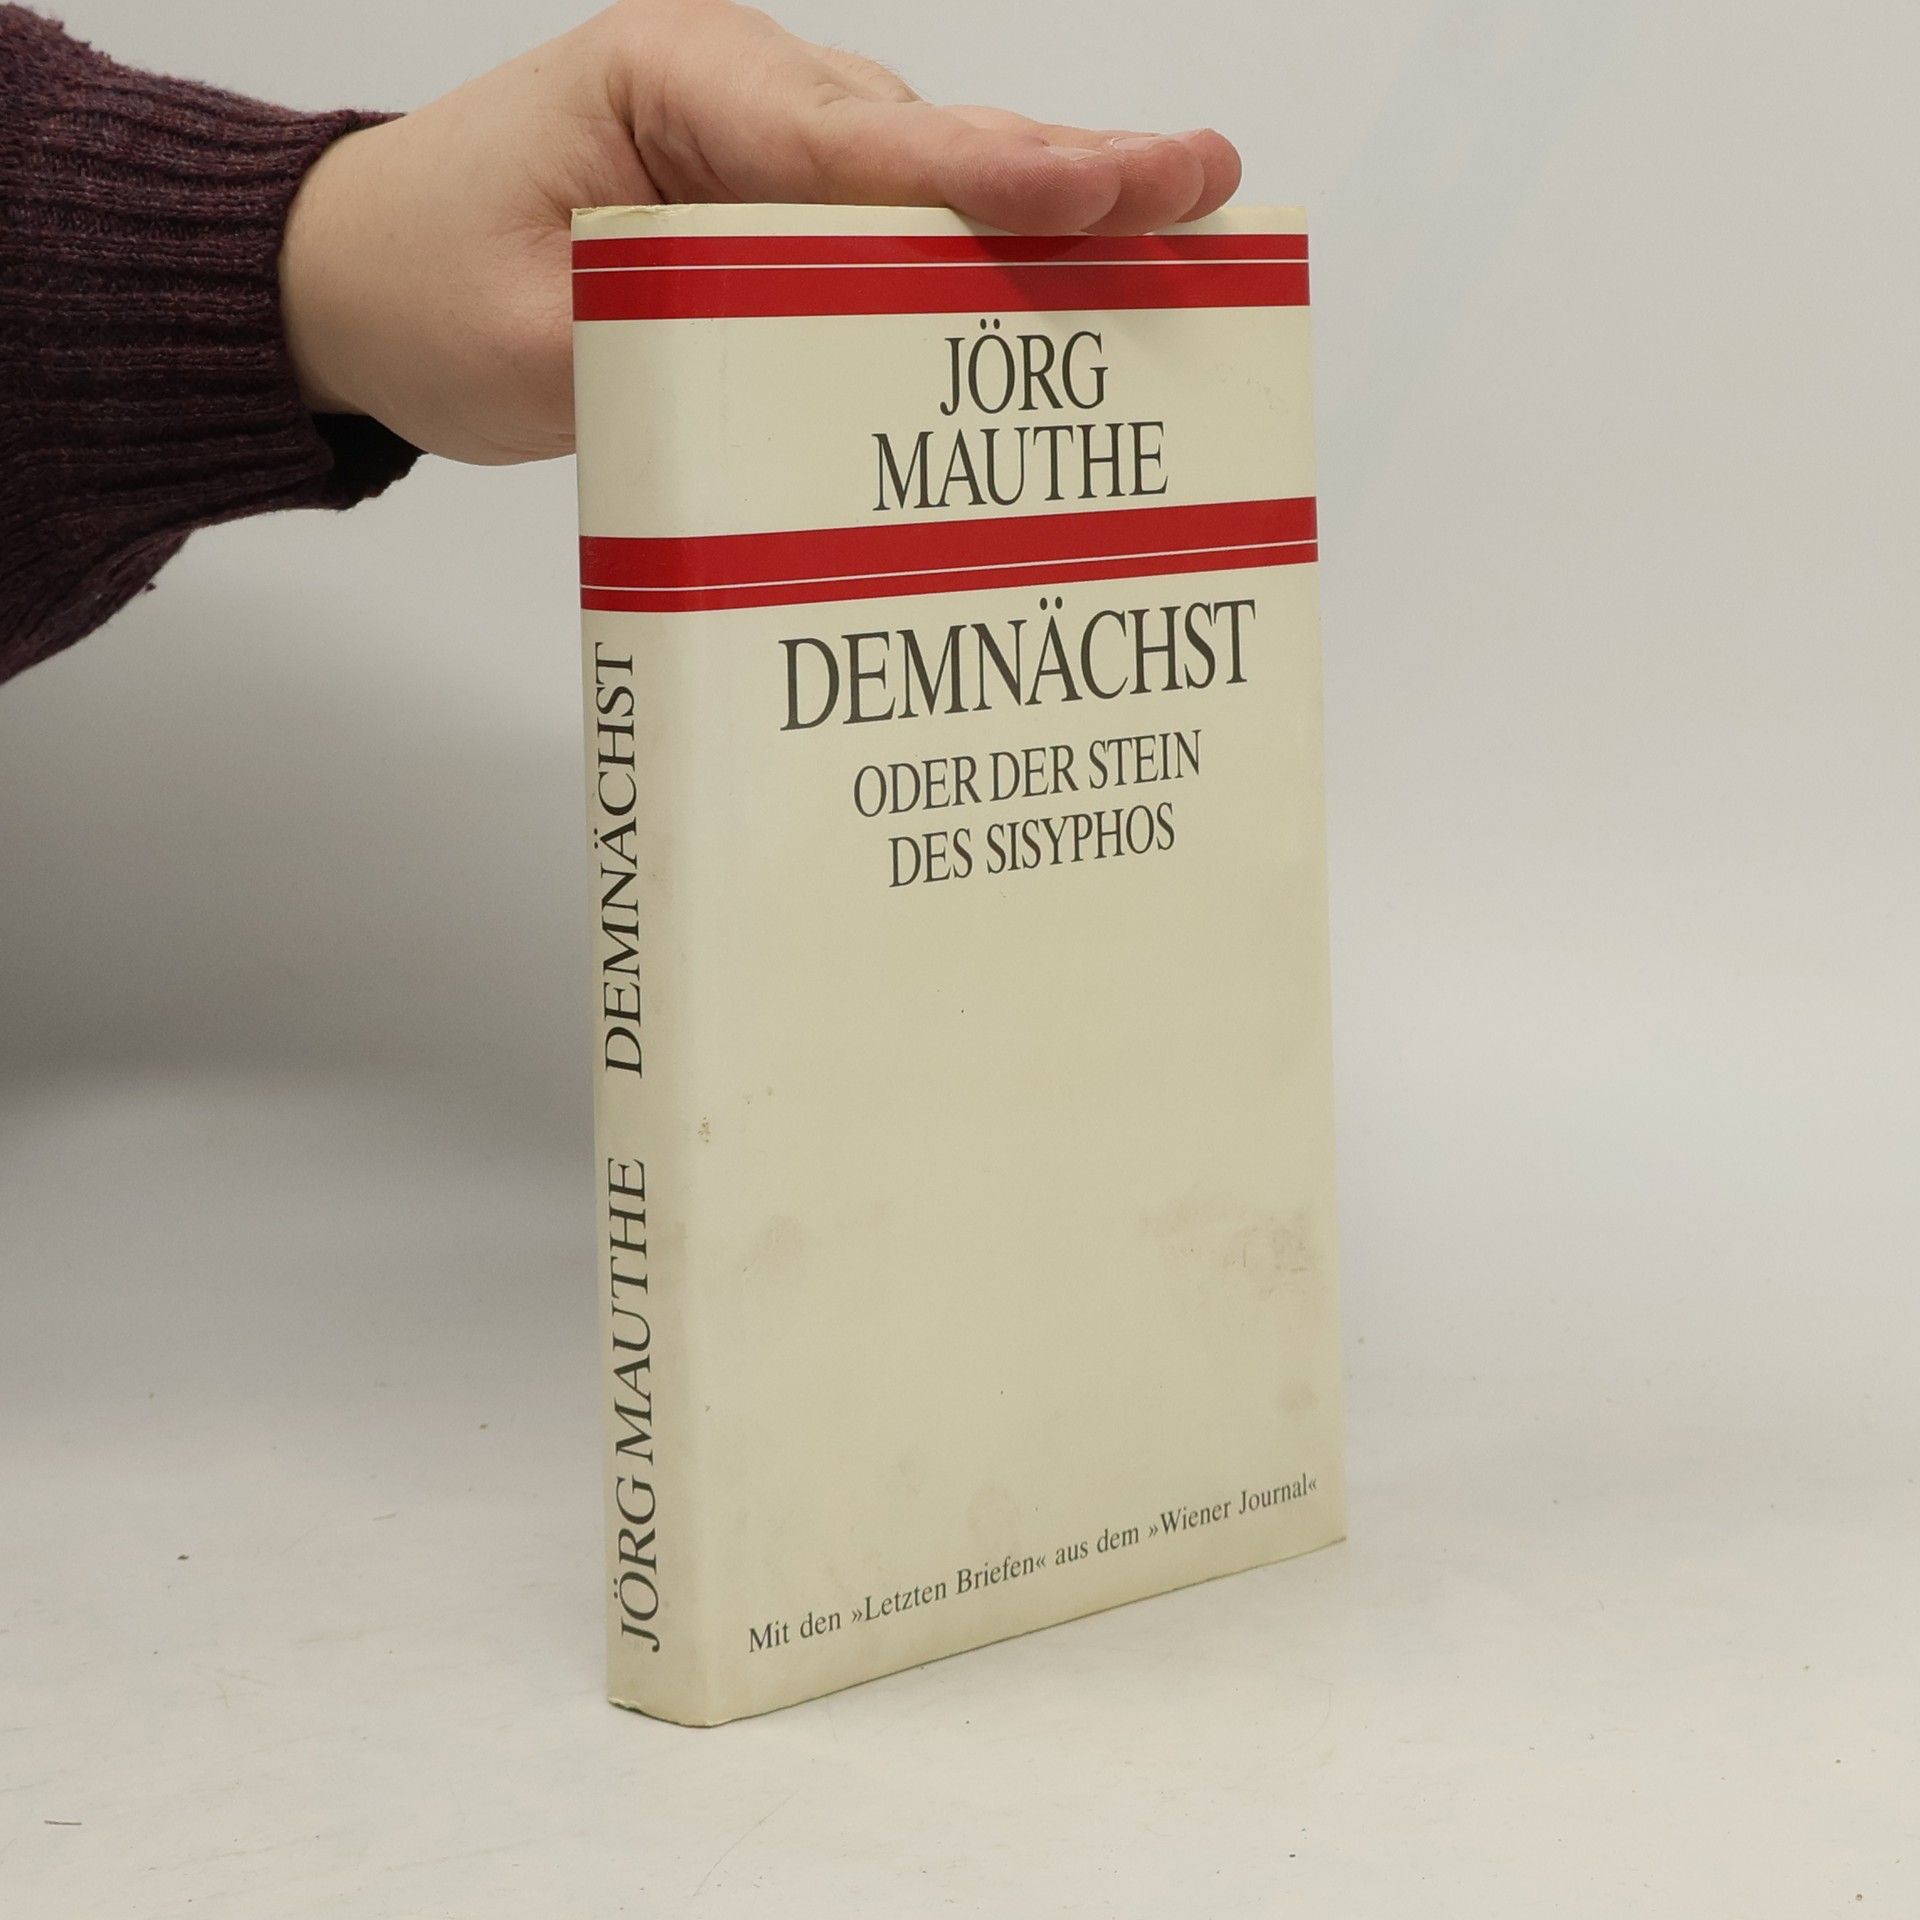 JÖRG
MAUTHE
DEMNÄCHST
ODER DER STEIN
DES SISYPHOS
Mit den »Letzten Briefen« aus dem »Wiener Journal«
JÖRG MAUTHE DEMNÄCHST